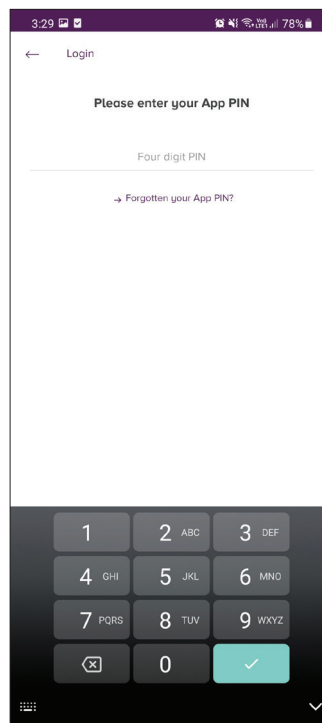 3:29 78%
← Login
Please enter your App PIN
Four digit PIN
→ Forgotten your App PIN?
1 2 ABC 3 DEF
4 GHI 5 JKL 6 MNO
7 PQRS 8 TUV 9 WXYZ
0